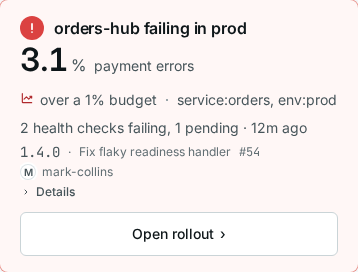 ! orders-hub failing in prod
3.1 % payment errors
over a 1% budget · service:orders, env:prod
2 health checks failing, 1 pending · 12m ago
1.4.0 · Fix flaky readiness handler #54
M mark-collins
› Details
Open rollout ›